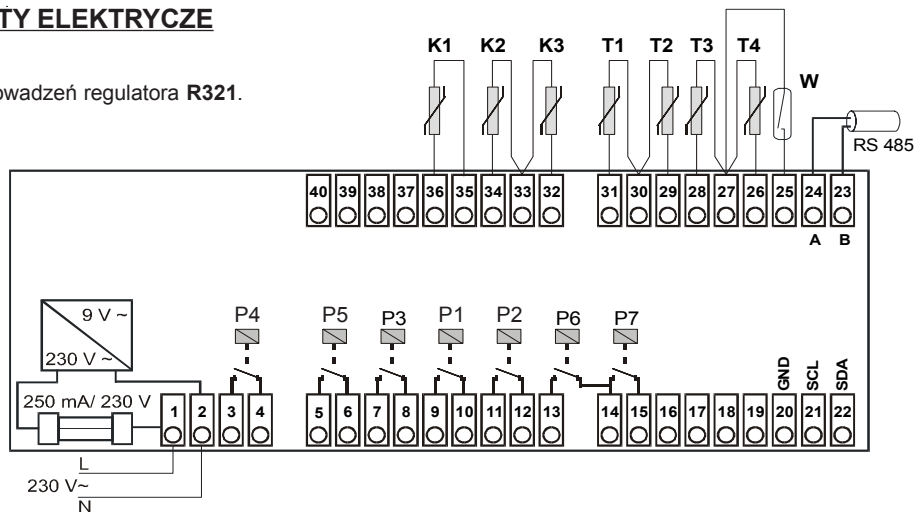 TY ELEKTRYCZE
owadzeń regulatora R321.
K1 K2 K3 T1 T2 T3 T4
W
RS 485
40 39 38 37 36 35 34 33 32 31 30 29 28 27 26 25 24 23
A B
9 V ~
230 V ~
250 mA/ 230 V
P4 P5 P3 P1 P2 P6 P7
GND SCL SDA
1 2 3 4 5 6 7 8 9 10 11 12 13 14 15 16 17 18 19 20 21 22
L
230 V~
N